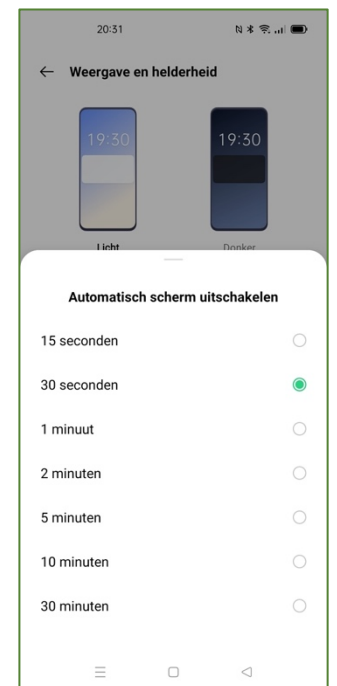 20:31
Weergave en helderheid
19:30 19:30
Licht Donker
Automatisch scherm uitschakelen
15 seconden
30 seconden
1 minuut
2 minuten
5 minuten
10 minuten
30 minuten